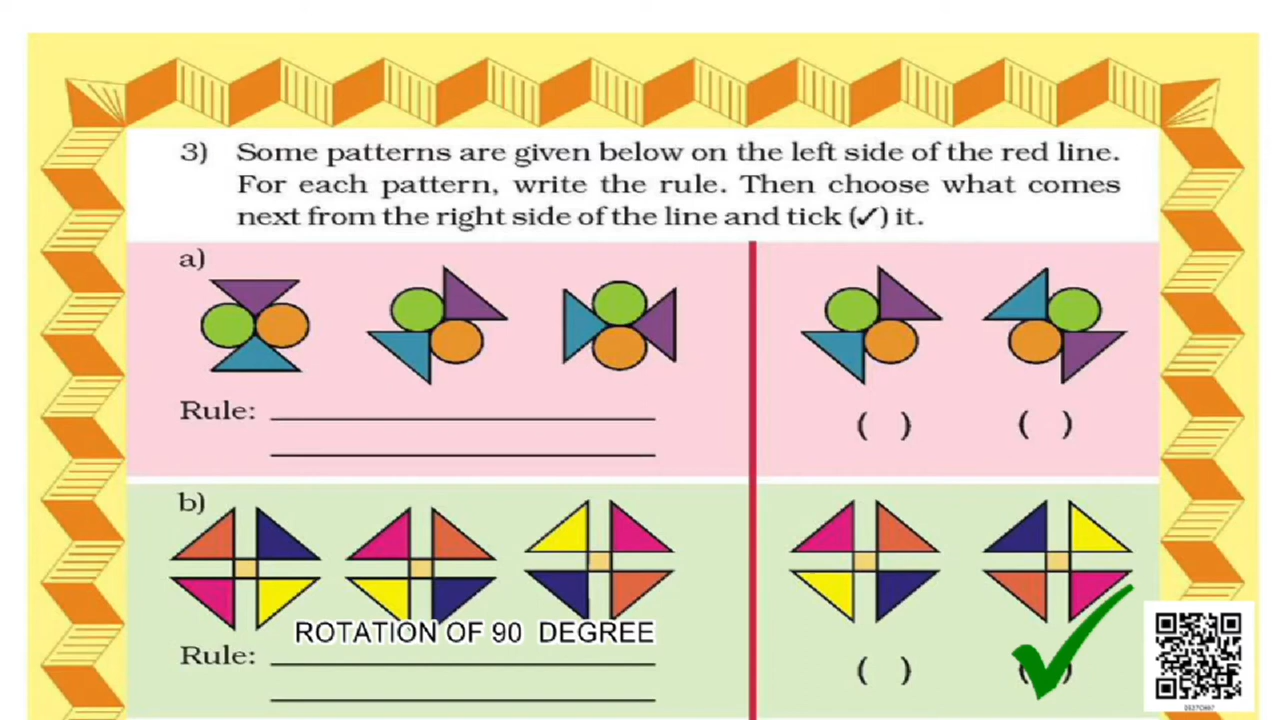 3) Some patterns are given below on the left side of the red line.
For each pattern, write the rule. Then choose what comes
next from the right side of the line and tick (✓) it.
a)
Rule:
( ) ( )
b)
ROTATION OF 90 DEGREE
Rule:
( ) ( )